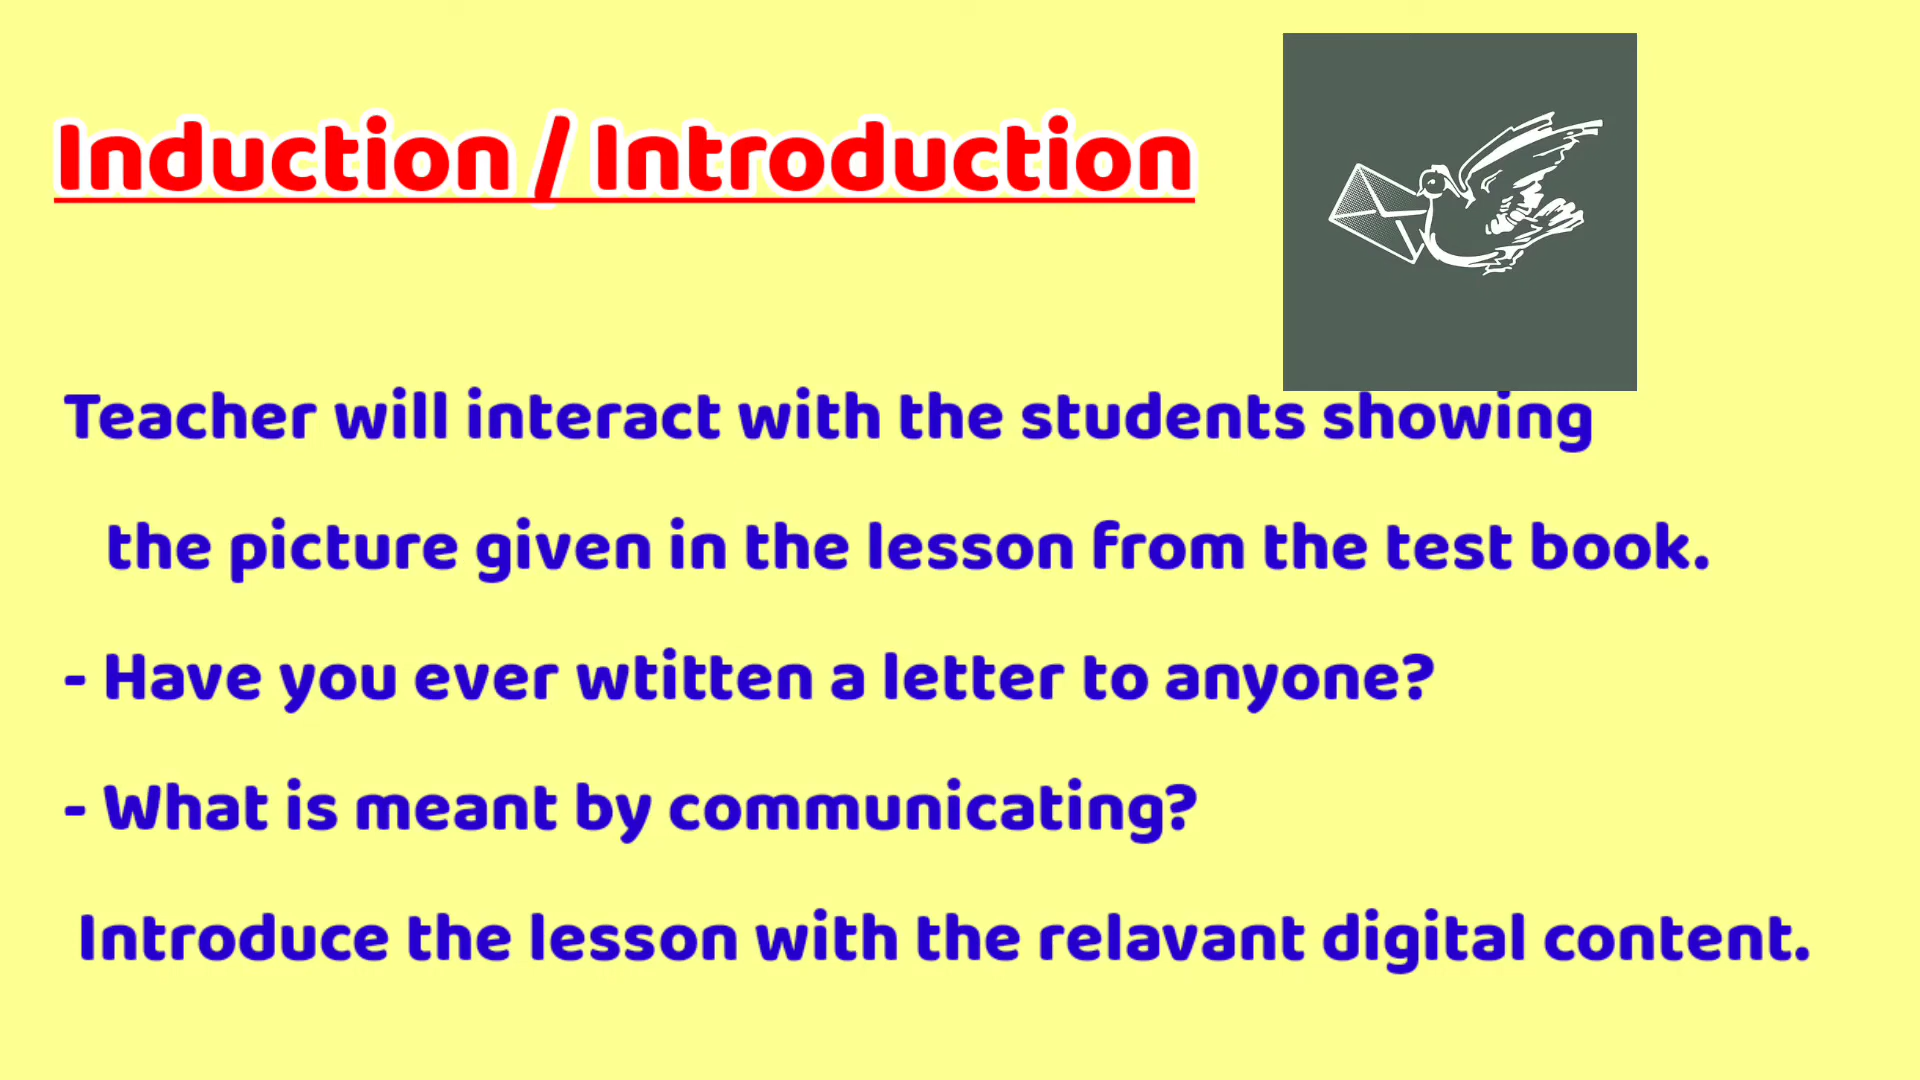 Induction / Introduction
Teacher will interact with the students showing
the picture given in the lesson from the test book.
- Have you ever wtitten a letter to anyone?
- What is meant by communicating?
Introduce the lesson with the relavant digital content.